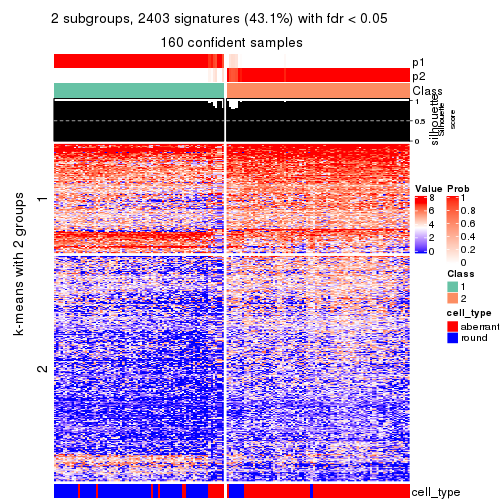 2 subgroups, 2403 signatures (43.1%) with fdr < 0.05
160 confident samples
p1
p2
Class
silhouette
Silhouette
score
1
0.5
0
k-means with 2 groups
1
2
Value
8
6
4
2
0
Prob
1
0.8
0.6
0.4
0.2
0
Class
1
2
cell_type
aberrant
round
cell_type